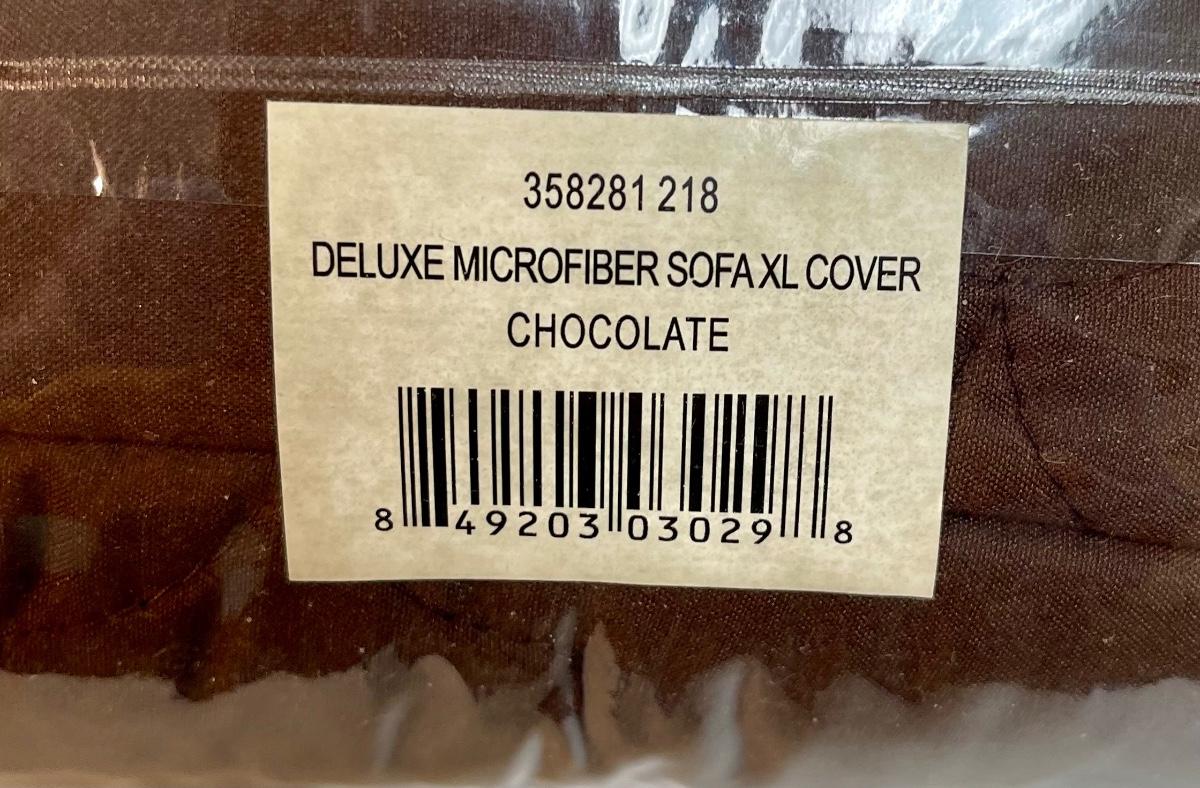 358281 218
DELUXE MICROFIBER SOFA XL COVER
CHOCOLATE
8 49203 03029 8